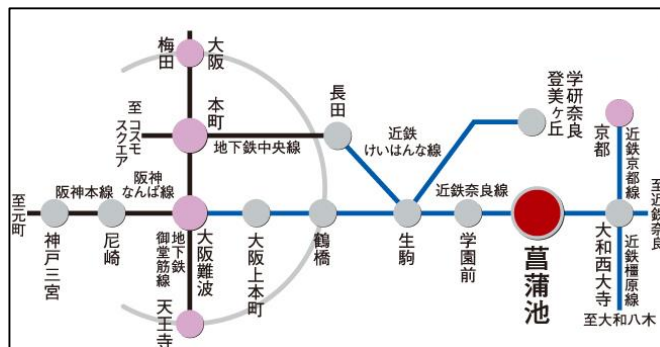 梅田
大阪
本町
至コスモスクエア
地下鉄中央線
長田
近鉄
けいはんな線
学研奈良
登美ヶ丘
京都
近鉄京都線
至元町
阪神本線
阪神
なんば線
近鉄奈良線
至近鉄奈良
神戸三宮
尼崎
地下鉄
御堂筋線
大阪難波
大阪上本町
鶴橋
生駒
学園前
菖蒲池
大和西大寺
近鉄橿原線
天王寺
至大和八木